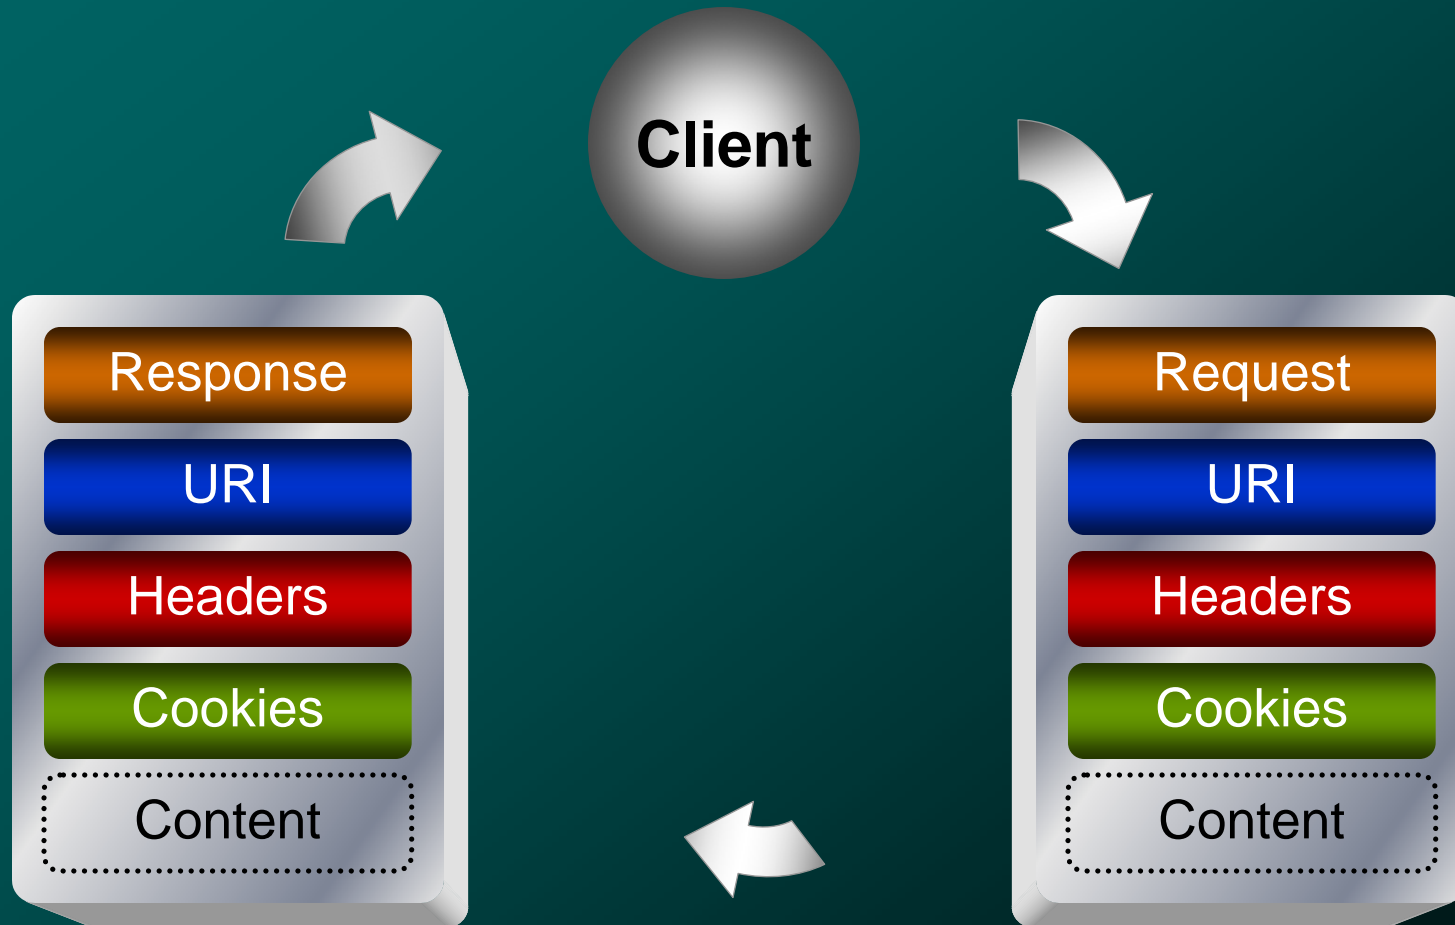 Client
Response
URI
Headers
Cookies
Content
Request
URI
Headers
Cookies
Content